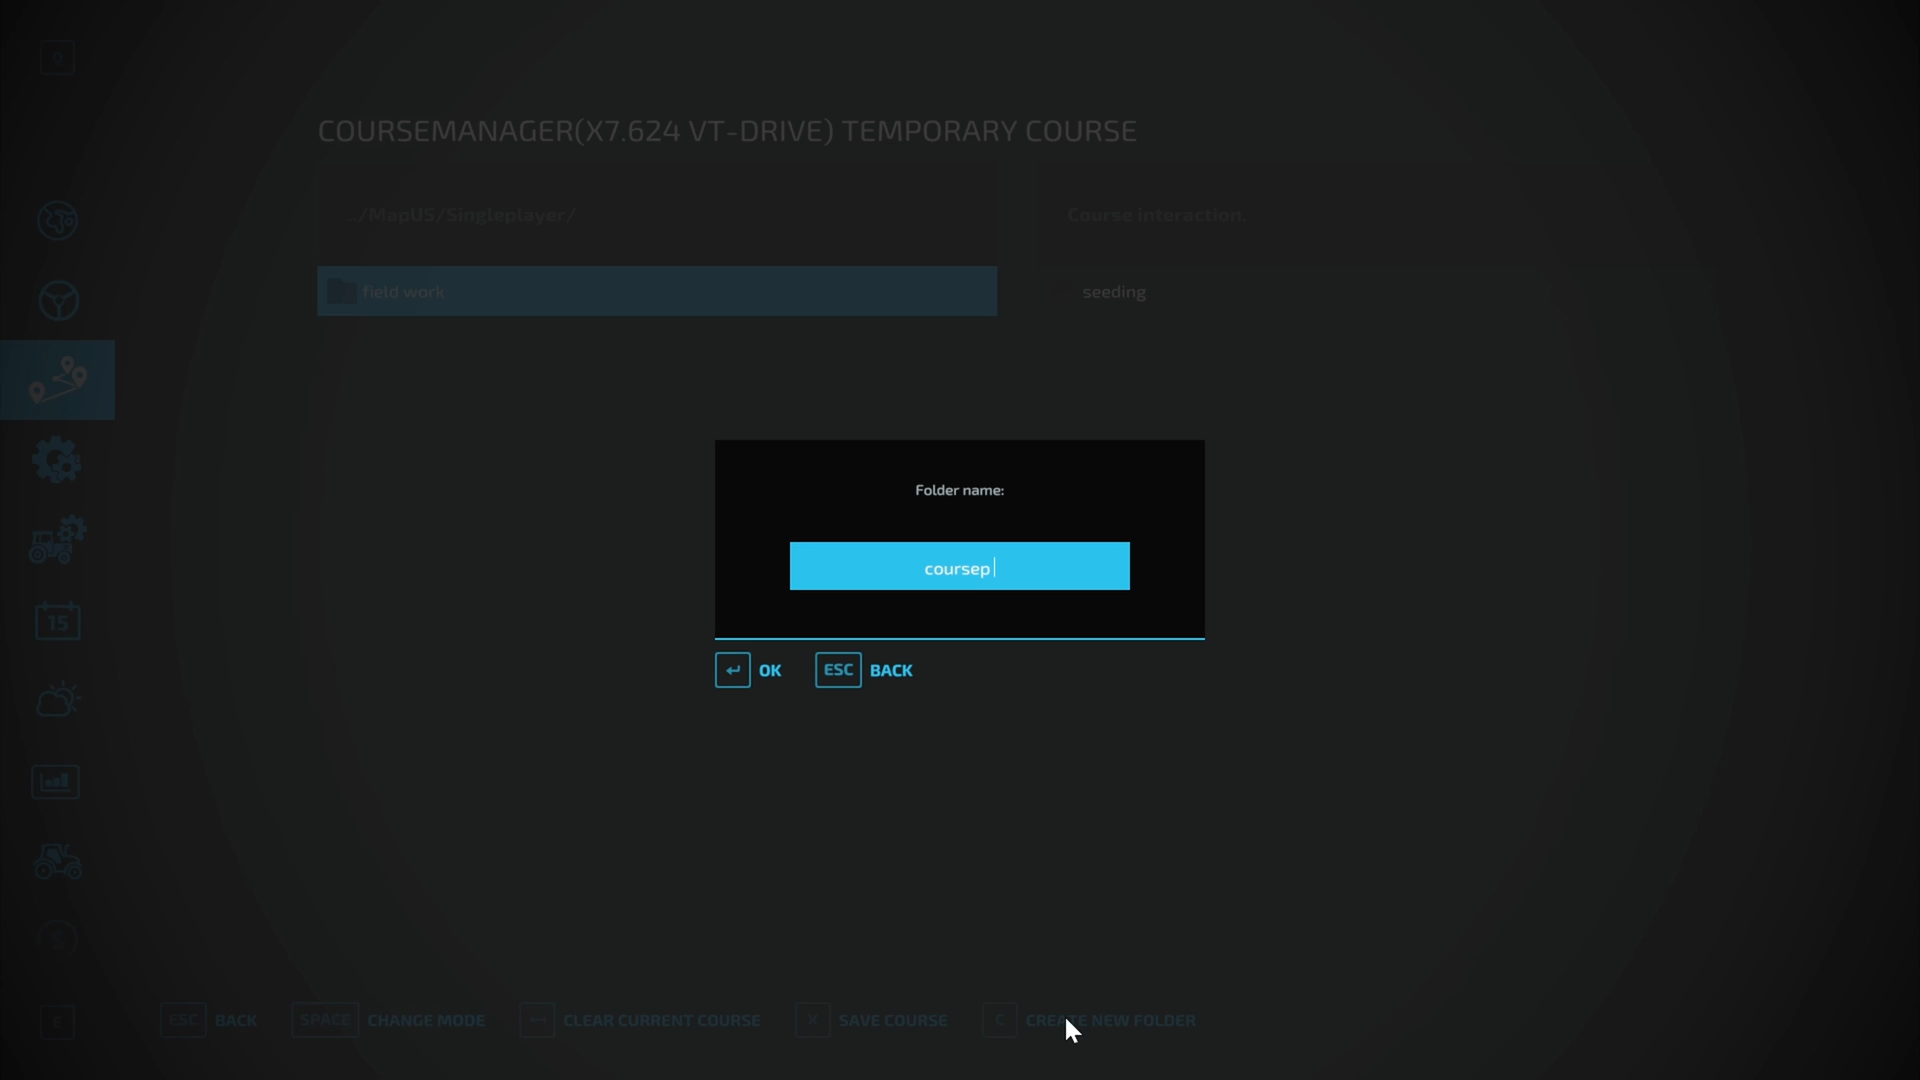 Q
COURSEMANAGER(X7.624 VT-DRIVE) TEMPORARY COURSE
../MapUS/Singleplayer/
Course interaction.
field work
seeding
Folder name:
coursep
OK
ESC BACK
15
E
ESC BACK
SPACE CHANGE MODE
CLEAR CURRENT COURSE
X SAVE COURSE
C CREATE NEW FOLDER